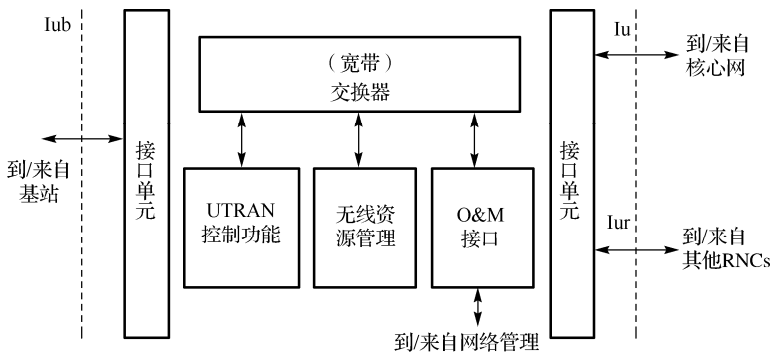 Iub
Iu
(宽带)
交换器
到/来自
核心网
到/来自
基站
接口单元
UTRAN
控制功能
无线资
源管理
O&M
接口
接口单元
Iur
到/来自
其他RNCs
到/来自网络管理